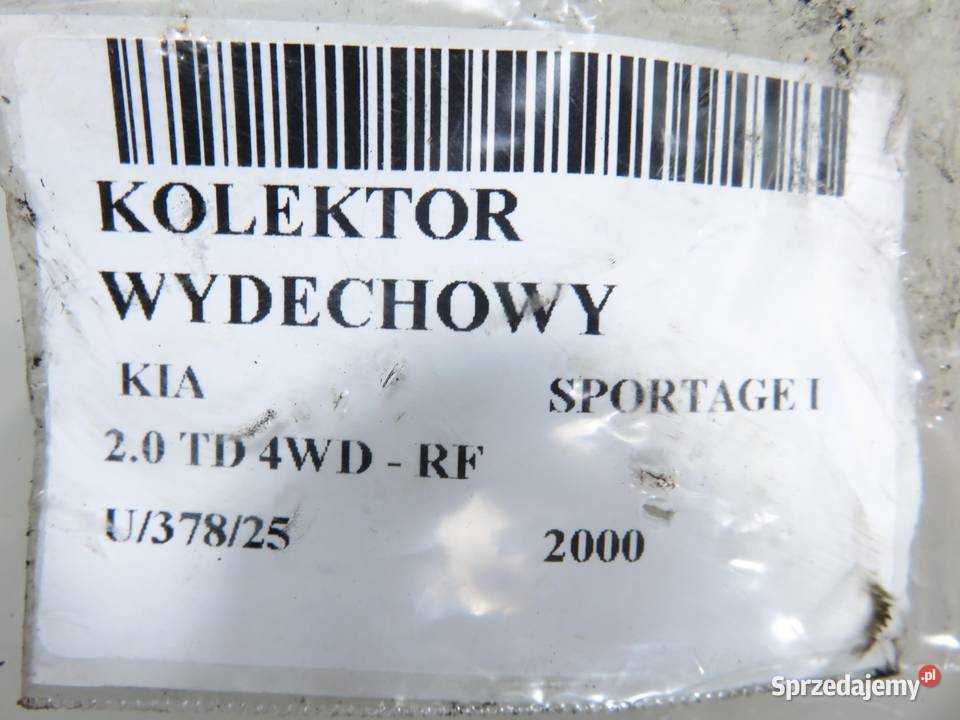 KOLEKTOR
WYDECHOWY
KIA SPORTAGE I
2.0 TD 4WD - RF
U/378/25 2000
Sprzedajemy.pl